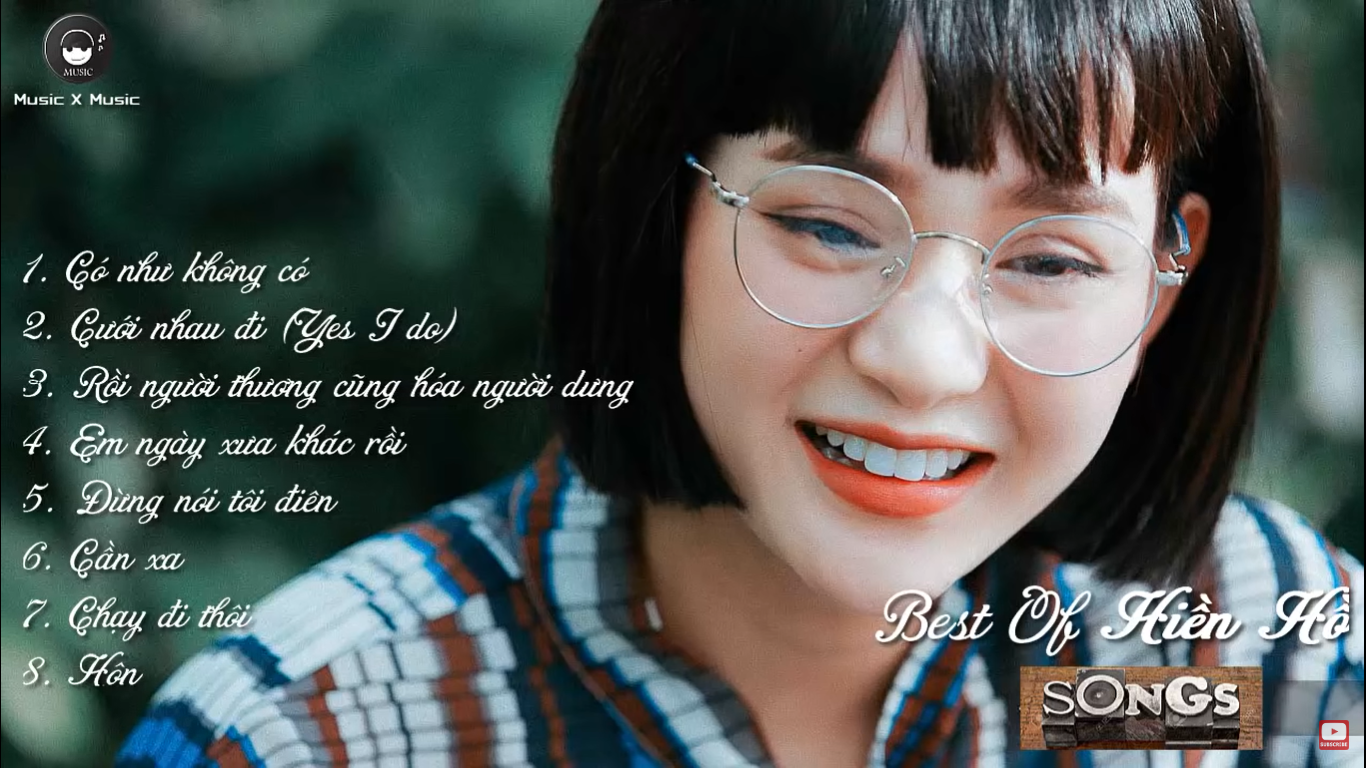 MUSIC
Music X Music
1. Có như không có
2. Cưới nhau đi (Yes I do)
3. Rồi người thương cũng hóa người dưng
4. Em ngày xưa khác rồi
5. Đừng nói tôi điên
6. Cần xa
7. Chạy đi thôi
8. Hôn
Best Of Hiền Hồ
SONGS
SUBSCRIBE